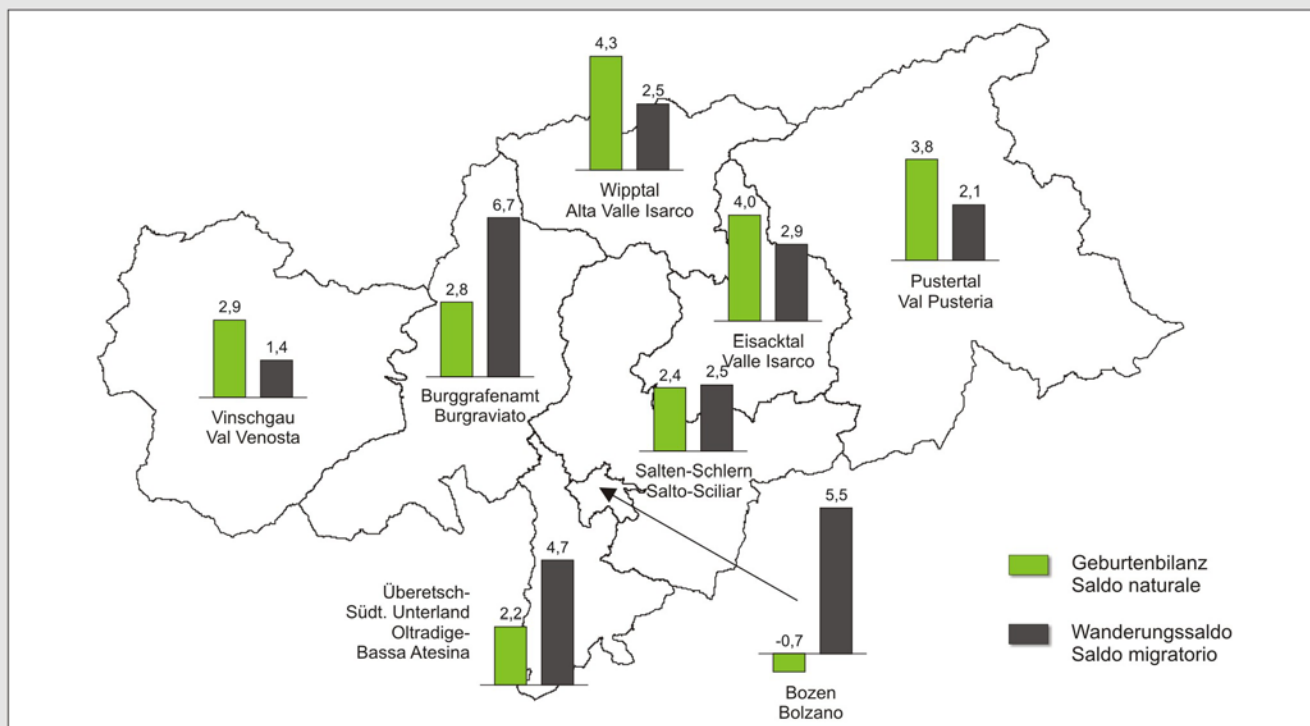 4,3
2,5
Wipptal
Alta Valle Isarco
3,8
2,1
Pustertal
Val Pusteria
4,0
2,9
Eisacktal
Valle Isarco
2,8
6,7
Burggrafenamt
Burgraviato
2,9
1,4
Vinschgau
Val Venosta
2,4
2,5
Salten-Schlern
Salto-Sciliar
2,2
4,7
Überetsch-
Südt. Unterland
Oltradige-
Bassa Atesina
-0,7
5,5
Bozen
Bolzano
Geburtenbilanz
Saldo naturale
Wanderungssaldo
Saldo migratorio